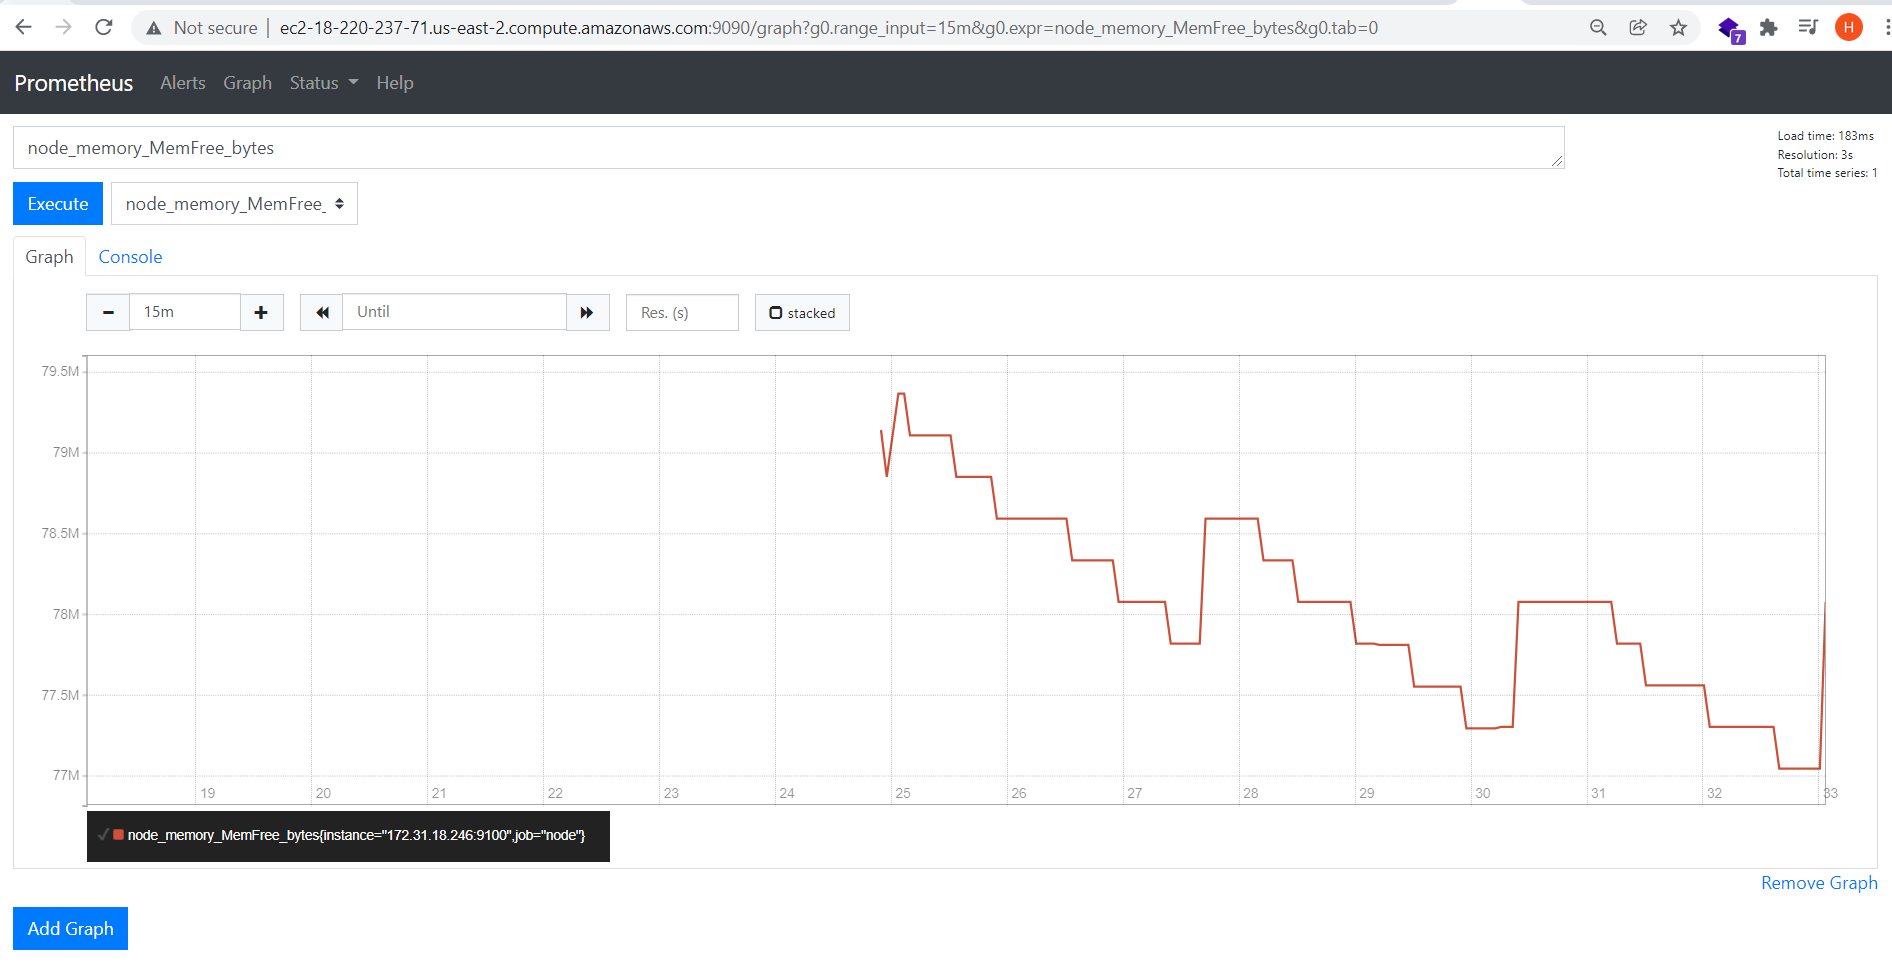 Not secure | ec2-18-220-237-71.us-east-2.compute.amazonaws.com:9090/graph?g0.range_input=15m&g0.expr=node_memory_MemFree_bytes&g0.tab=0
7
H
Prometheus Alerts Graph Status Help
node_memory_MemFree_bytes
Load time: 183ms
Resolution: 3s
Total time series: 1
Execute node_memory_MemFree_
Graph Console
15m Until Res. (s) stacked
79.5M
79M
78.5M
78M
77.5M
77M
19 20 21 22 23 24 25 26 27 28 29 30 31 32 33
node_memory_MemFree_bytes{instance="172.31.18.246:9100",job="node"}
Remove Graph
Add Graph